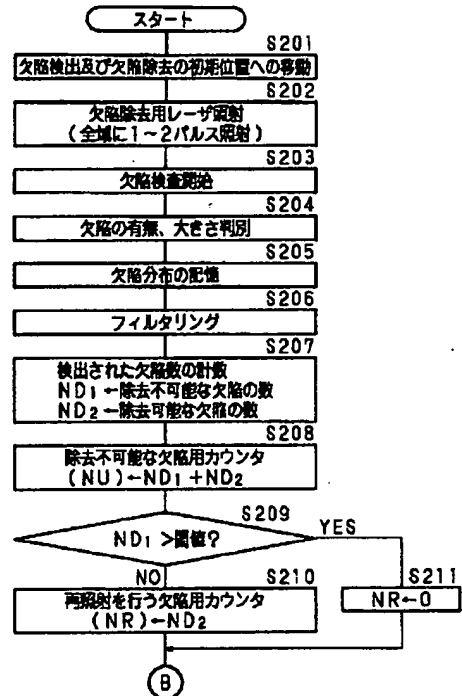 スタート
S201
欠陥検出及び欠陥除去の初期位置への移動
S202
欠陥除去用レーザ照射
(全域に1~2パルス照射)
S203
欠陥検査開始
S204
欠陥の有無、大きさ判別
S205
欠陥分布の記憶
S206
フィルタリング
S207
検出された欠陥数の計数
ND1←除去不可能な欠陥の数
ND2←除去可能な欠陥の数
S208
除去不可能な欠陥用カウンタ
(NU)←ND1+ND2
S209
ND1>閾値?
YES
NO
S210
S211
再照射を行う欠陥用カウンタ
(NR)←ND2
NR←0
B